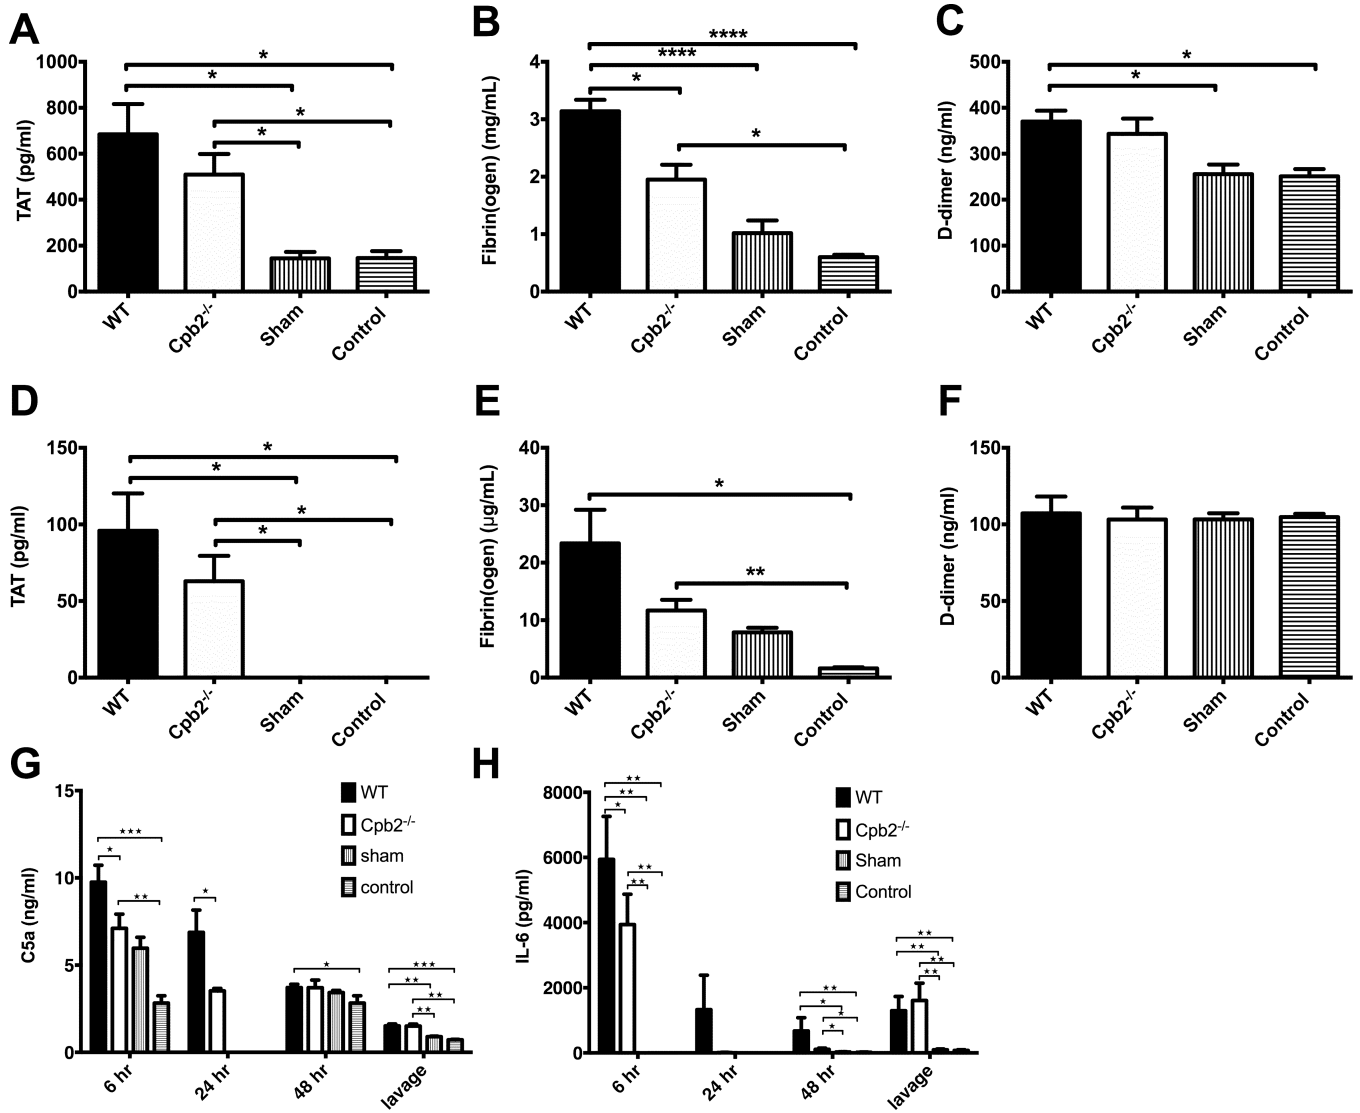 A
TAT (pg/ml)
1000
800
600
400
200
0
*
*
*
*
WT
Cpb2-/-
Sham
Control
B
Fibrin(ogen) (mg/mL)
4
3
2
1
0
****
****
*
*
WT
Cpb2-/-
Sham
Control
C
D-dimer (ng/ml)
500
400
300
200
100
0
*
*
WT
Cpb2-/-
Sham
Control
D
TAT (pg/ml)
150
100
50
0
*
*
*
*
WT
Cpb2-/-
Sham
Control
E
Fibrin(ogen) (µg/mL)
40
30
20
10
0
*
**
WT
Cpb2-/-
Sham
Control
F
D-dimer (ng/ml)
150
100
50
0
WT
Cpb2-/-
Sham
Control
G
C5a (ng/ml)
15
10
5
0
WT
Cpb2-/-
sham
control
***
*
**
*
*
***
**
**
**
6 hr
24 hr
48 hr
lavage
H
IL-6 (pg/ml)
8000
6000
4000
2000
0
WT
Cpb2-/-
Sham
Control
**
**
*
**
**
**
*
*
*
**
**
**
**
6 hr
24 hr
48 hr
lavage